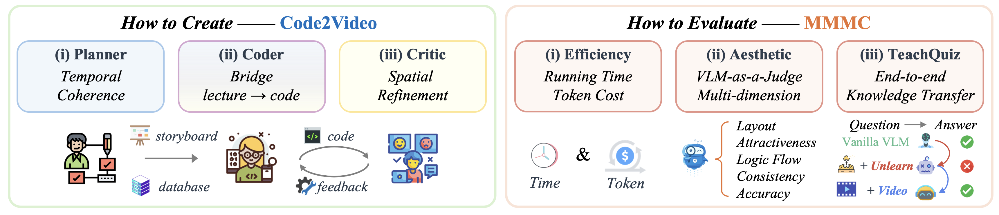 How to Create —— Code2Video
(i) Planner
Temporal
Coherence
(ii) Coder
Bridge
lecture → code
(iii) Critic
Spatial
Refinement
storyboard
database
10
01
</>
</>
code
feedback
How to Evaluate —— MMMC
(i) Efficiency
Running Time
Token Cost
(ii) Aesthetic
VLM-as-a-Judge
Multi-dimension
(iii) TeachQuiz
End-to-end
Knowledge Transfer
Time
&
$
Token
Layout
Attractiveness
Logic Flow
Consistency
Accuracy
Question → Answer
Vanilla VLM
+ Unlearn
+ Video